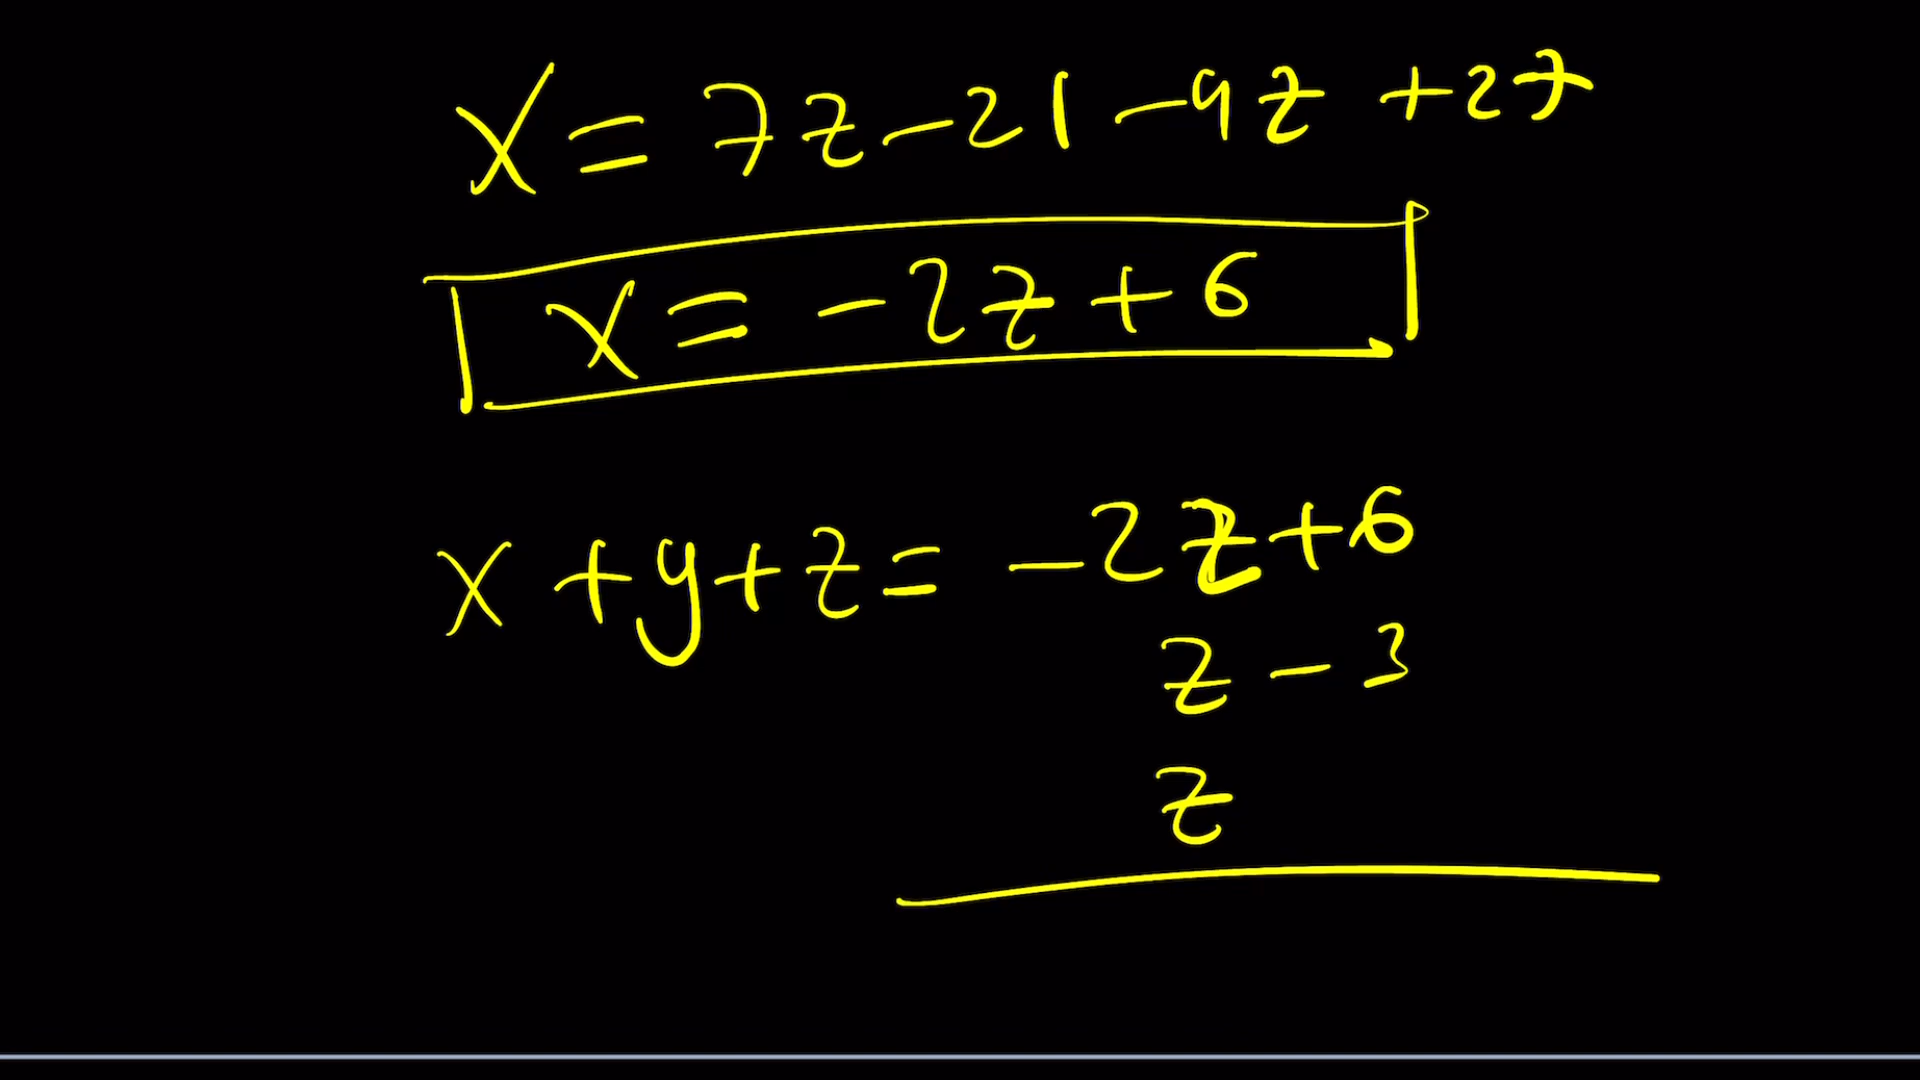 x = 7z - 21 - 9z + 27
x = -2z + 6
x + y + z = -2z + 6
z - 3
z